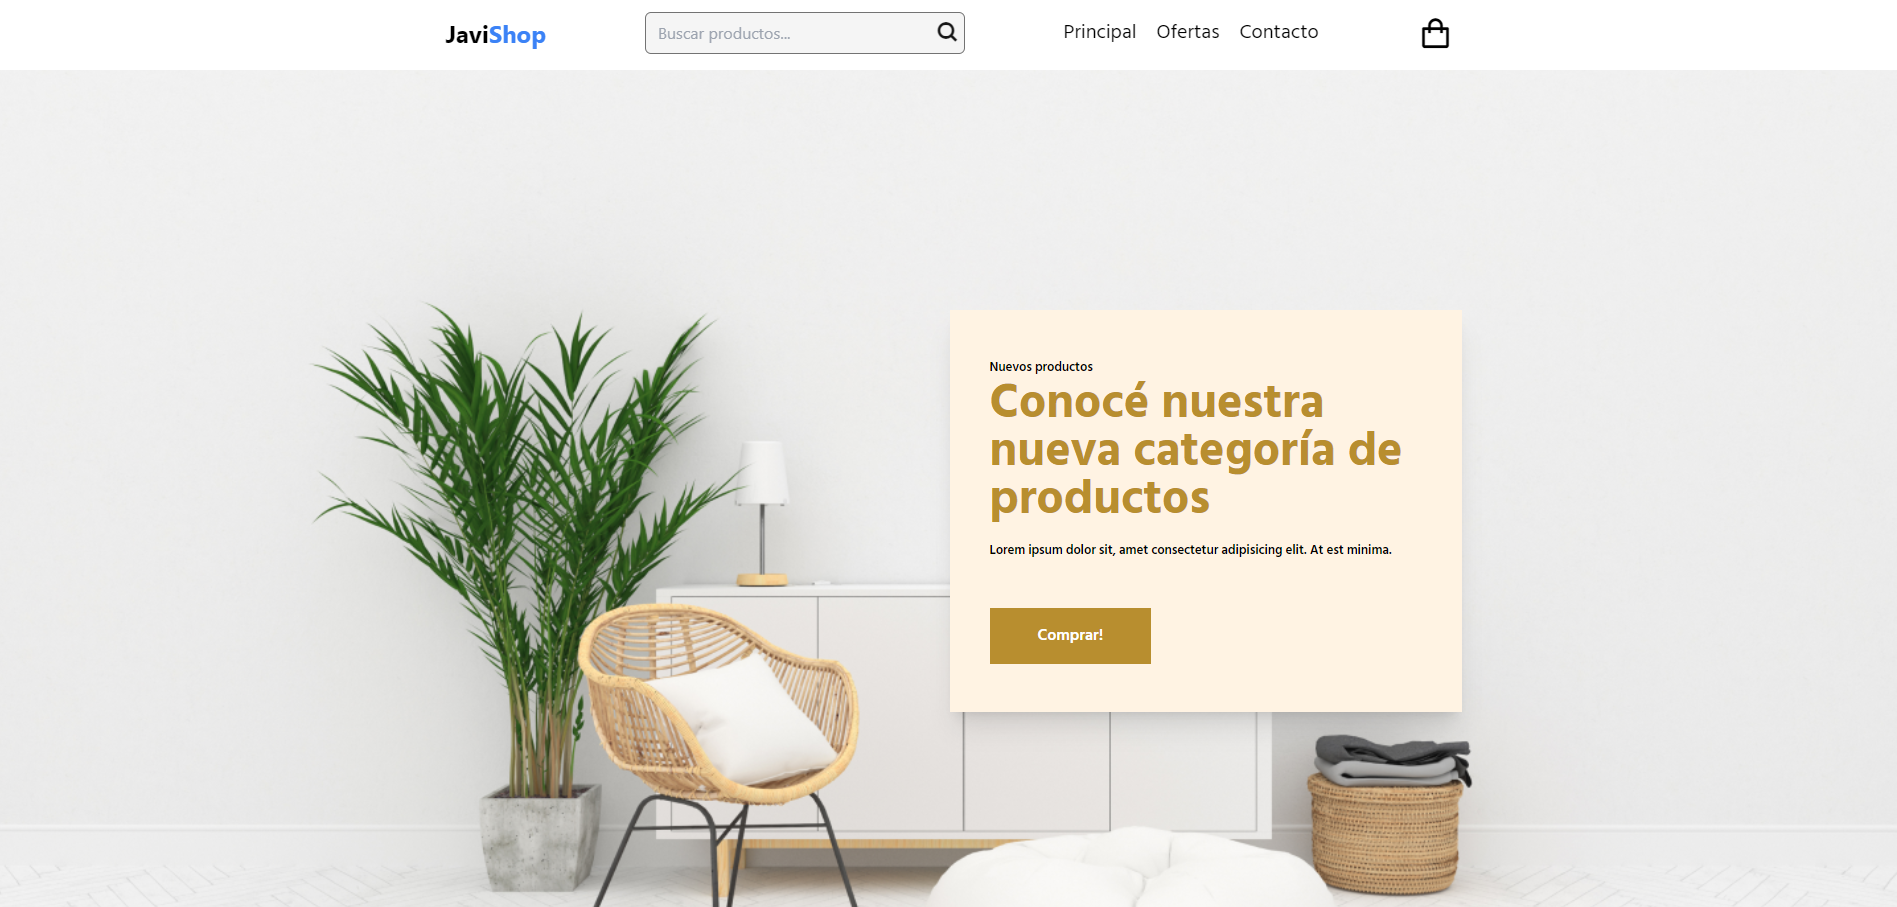 JaviShop
Buscar productos...
Principal Ofertas Contacto
Nuevos productos
Conocé nuestra
nueva categoría de
productos
Lorem ipsum dolor sit, amet consectetur adipisicing elit. At est minima.
Comprar!